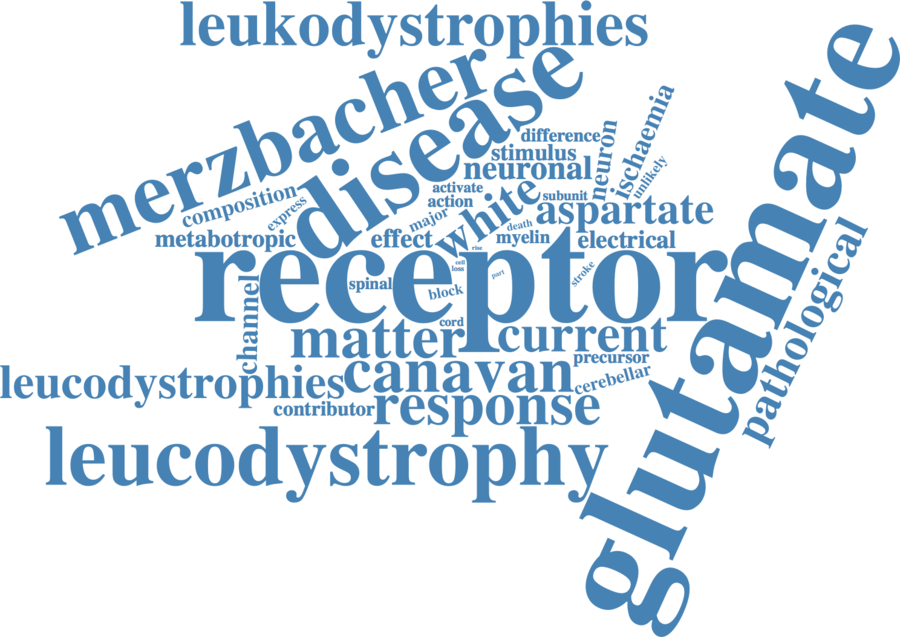 leukodystrophies
merzbacher
disease
glutamate
difference
stimulus
neuronal
neuron
ischaemia
unlikely
activate
action
subunit
composition
express
major
white
aspartate
metabotropic
effect
rise
death
myelin
electrical
receptor
cell
loss
part
stroke
spinal
block
channel
cord
matter
current
pathological
precursor
leucodystrophies
canavan
cerebellar
contributor
response
leucodystrophy